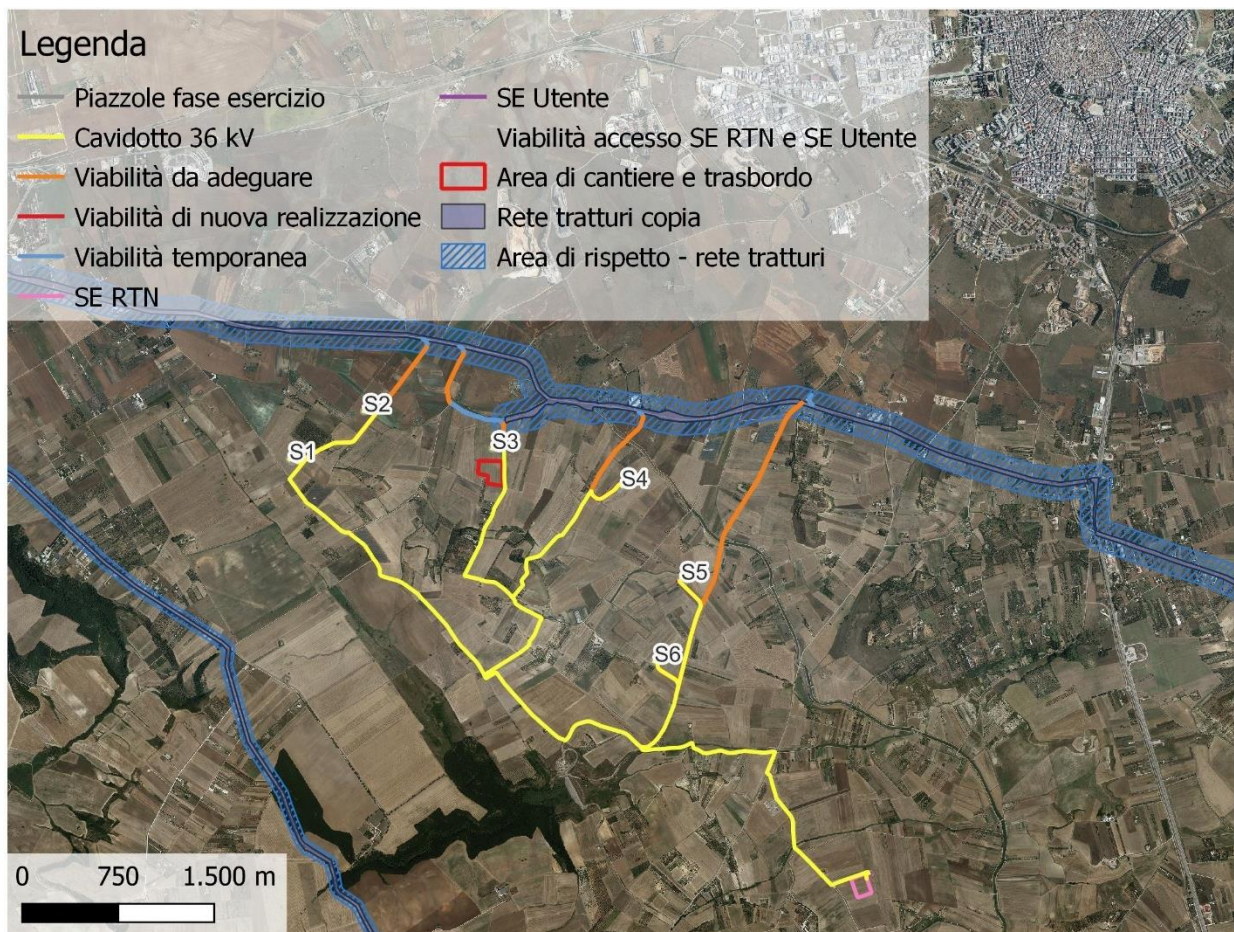 Legenda
Piazzole fase esercizio
Cavidotto 36 kV
Viabilità da adeguare
Viabilità di nuova realizzazione
Viabilità temporanea
SE RTN
SE Utente
Viabilità accesso SE RTN e SE Utente
Area di cantiere e trasbordo
Rete tratturi copia
Area di rispetto - rete tratturi
S2
S1
S3
S4
S5
S6
0 750 1.500 m